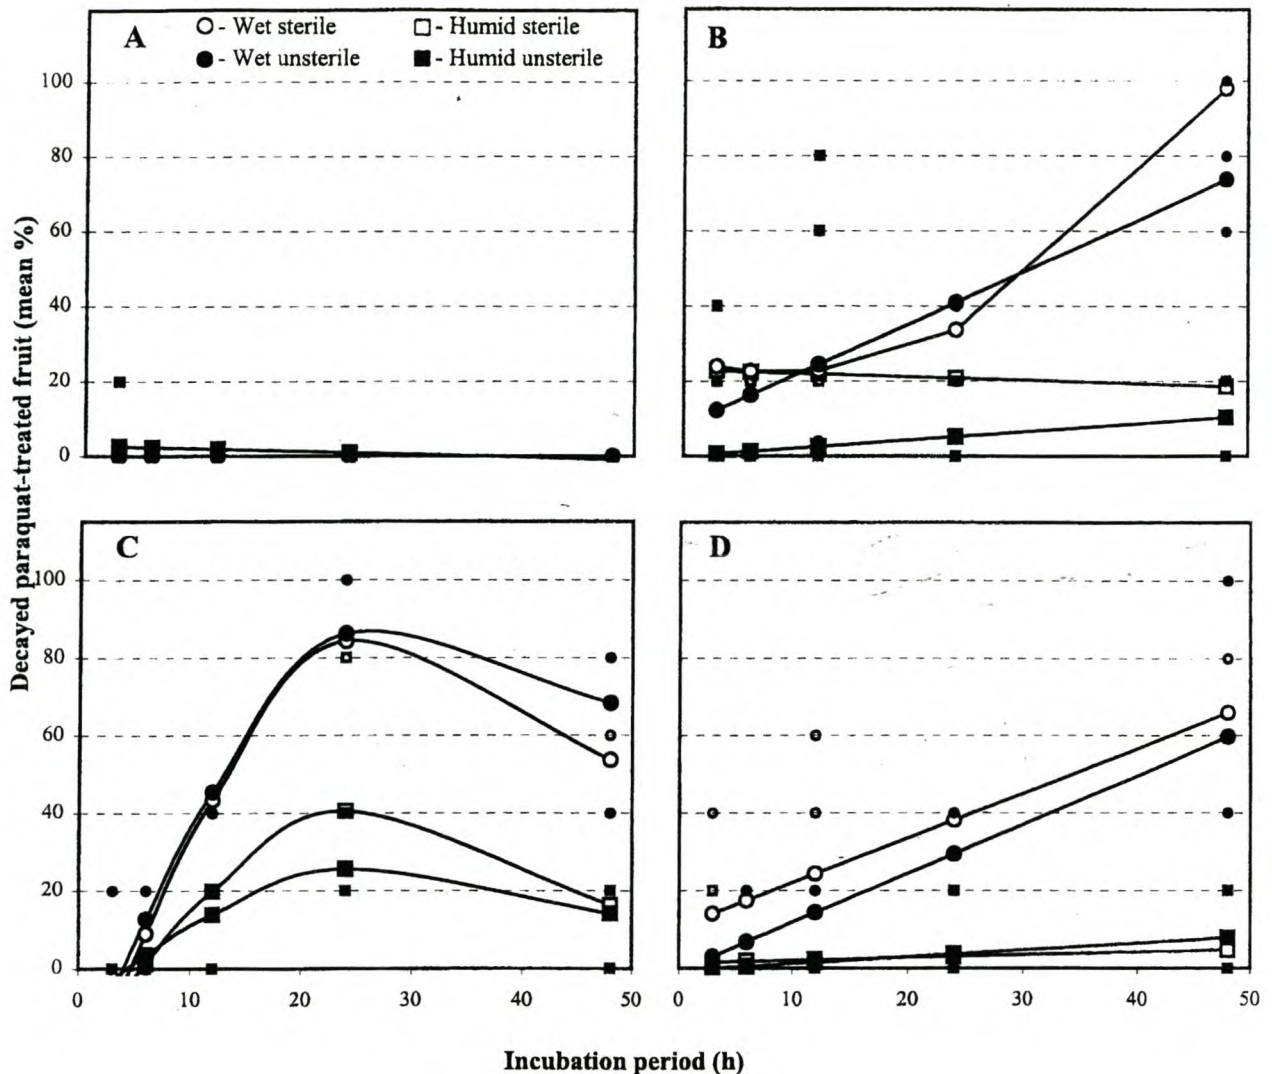 A
○ - Wet sterile □ - Humid sterile
● - Wet unsterile ■ - Humid unsterile
B
100
80
60
40
20
0
C
D
100
80
60
40
20
0
0 10 20 30 40 50
0 10 20 30 40 50
Decayed paraquat-treated fruit (mean %)
Incubation period (h)